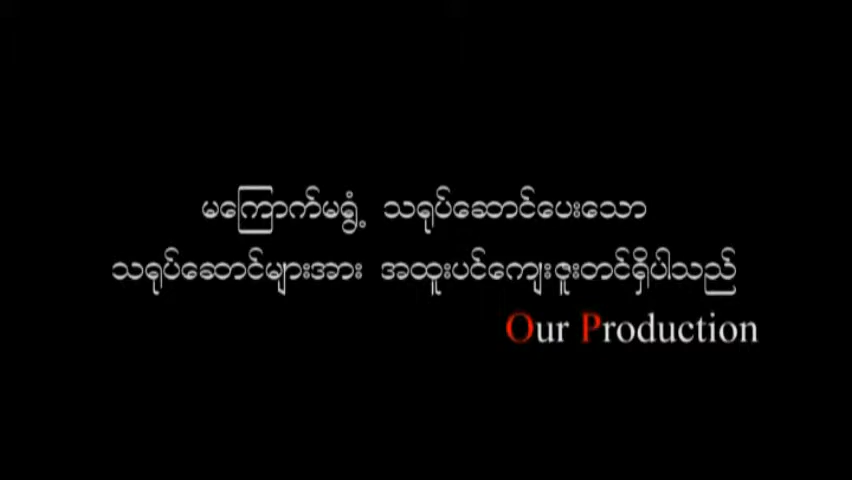 မကြောက်မရွံ့ သရုပ်ဆောင်ပေးသော
သရုပ်ဆောင်များအား အထူးပင်ကျေးဇူးတင်ရှိပါသည်
Our Production